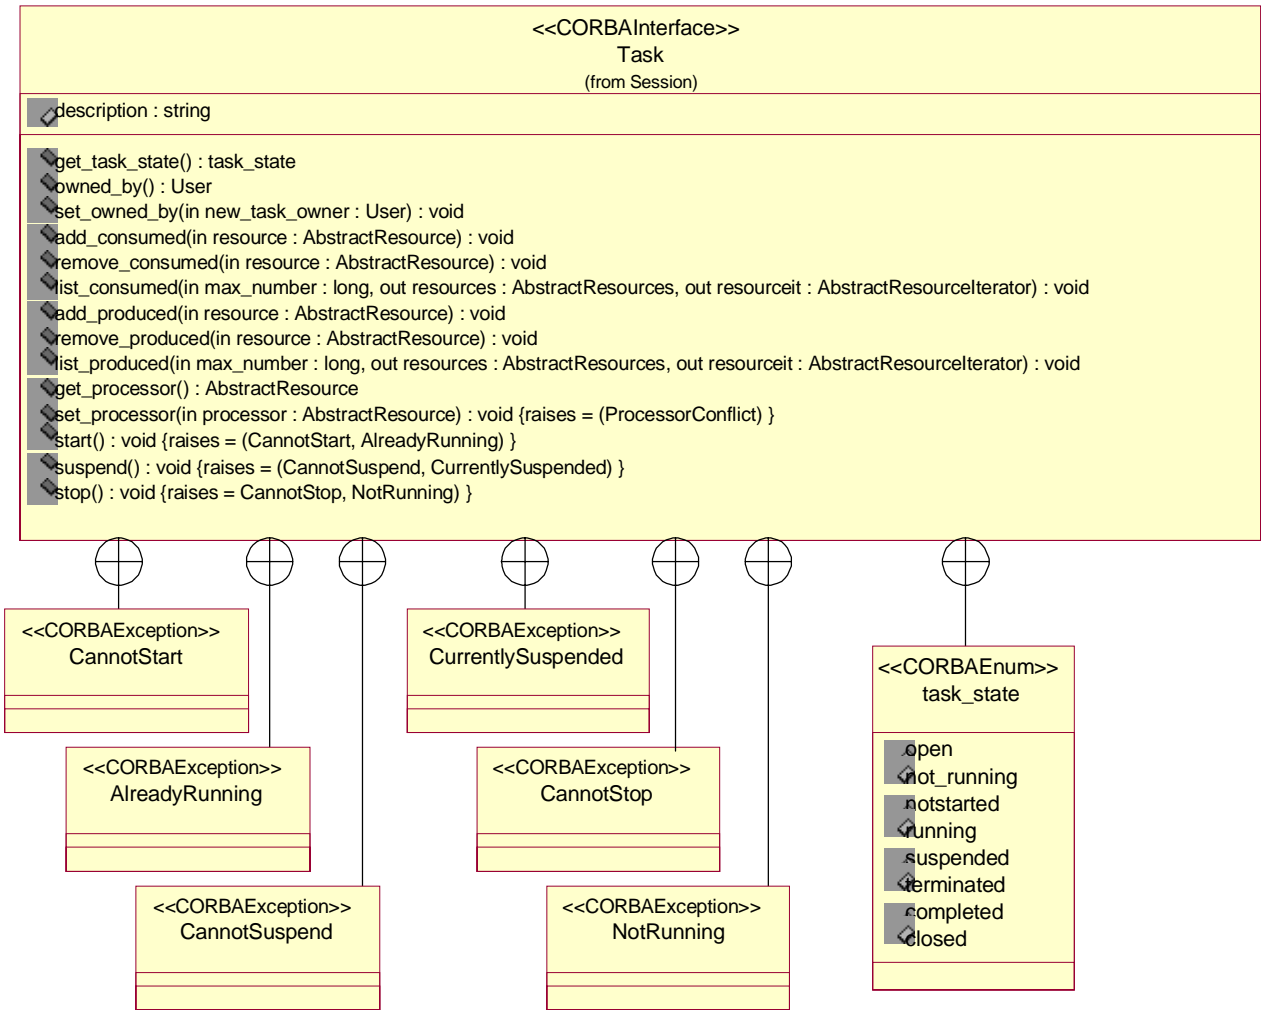 <<CORBAInterface>>
Task
(from Session)
description : string
get_task_state() : task_state
owned_by() : User
set_owned_by(in new_task_owner : User) : void
add_consumed(in resource : AbstractResource) : void
remove_consumed(in resource : AbstractResource) : void
list_consumed(in max_number : long, out resources : AbstractResources, out resourceit : AbstractResourceIterator) : void
add_produced(in resource : AbstractResource) : void
remove_produced(in resource : AbstractResource) : void
list_produced(in max_number : long, out resources : AbstractResources, out resourceit : AbstractResourceIterator) : void
get_processor() : AbstractResource
set_processor(in processor : AbstractResource) : void {raises = (ProcessorConflict) }
start() : void {raises = (CannotStart, AlreadyRunning) }
suspend() : void {raises = (CannotSuspend, CurrentlySuspended) }
stop() : void {raises = CannotStop, NotRunning) }
<<CORBAException>>
CannotStart
<<CORBAException>>
CurrentlySuspended
<<CORBAEnum>>
task_state
open
not_running
notstarted
running
suspended
terminated
completed
closed
<<CORBAException>>
AlreadyRunning
<<CORBAException>>
CannotStop
<<CORBAException>>
CannotSuspend
<<CORBAException>>
NotRunning